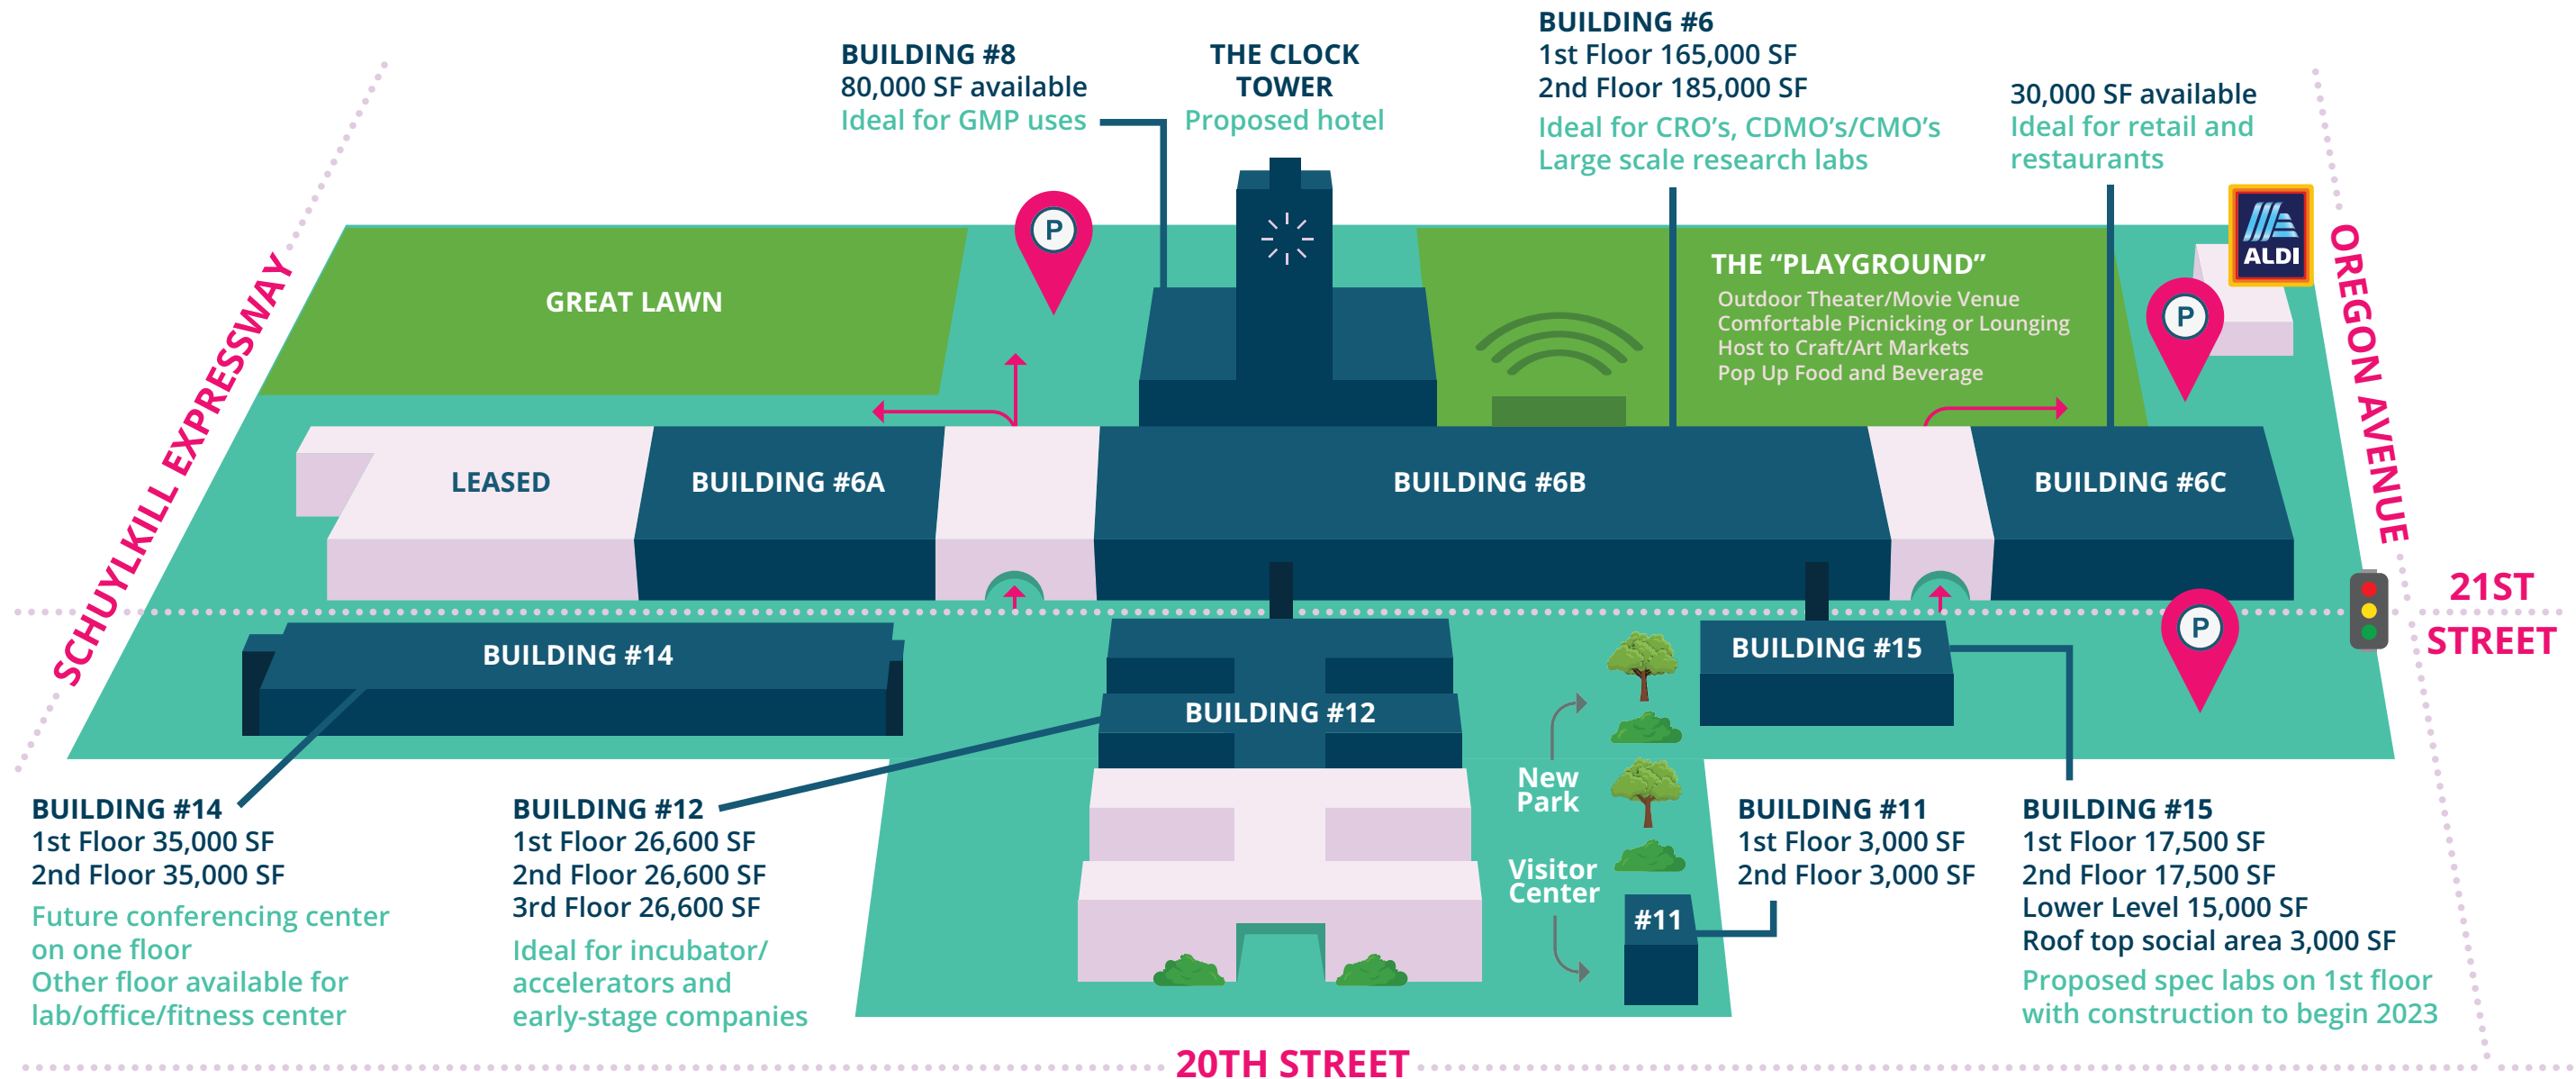 BUILDING #8
80,000 SF available
Ideal for GMP uses
THE CLOCK
TOWER
Proposed hotel
BUILDING #6
1st Floor 165,000 SF
2nd Floor 185,000 SF
Ideal for CRO's, CDMO's/CMO's
Large scale research labs
30,000 SF available
Ideal for retail and
restaurants
ALDI
P
GREAT LAWN
THE “PLAYGROUND”
Outdoor Theater/Movie Venue
Comfortable Picnicking or Lounging
Host to Craft/Art Markets
Pop Up Food and Beverage
P
SCHUYLKILL EXPRESSWAY
OREGON AVENUE
LEASED
BUILDING #6A
BUILDING #6B
BUILDING #6C
21ST
STREET
P
BUILDING #14
BUILDING #12
BUILDING #15
New
Park
Visitor
Center
#11
BUILDING #14
1st Floor 35,000 SF
2nd Floor 35,000 SF
Future conferencing center
on one floor
Other floor available for
lab/office/fitness center
BUILDING #12
1st Floor 26,600 SF
2nd Floor 26,600 SF
3rd Floor 26,600 SF
Ideal for incubator/
accelerators and
early-stage companies
BUILDING #11
1st Floor 3,000 SF
2nd Floor 3,000 SF
BUILDING #15
1st Floor 17,500 SF
2nd Floor 17,500 SF
Lower Level 15,000 SF
Roof top social area 3,000 SF
Proposed spec labs on 1st floor
with construction to begin 2023
20TH STREET